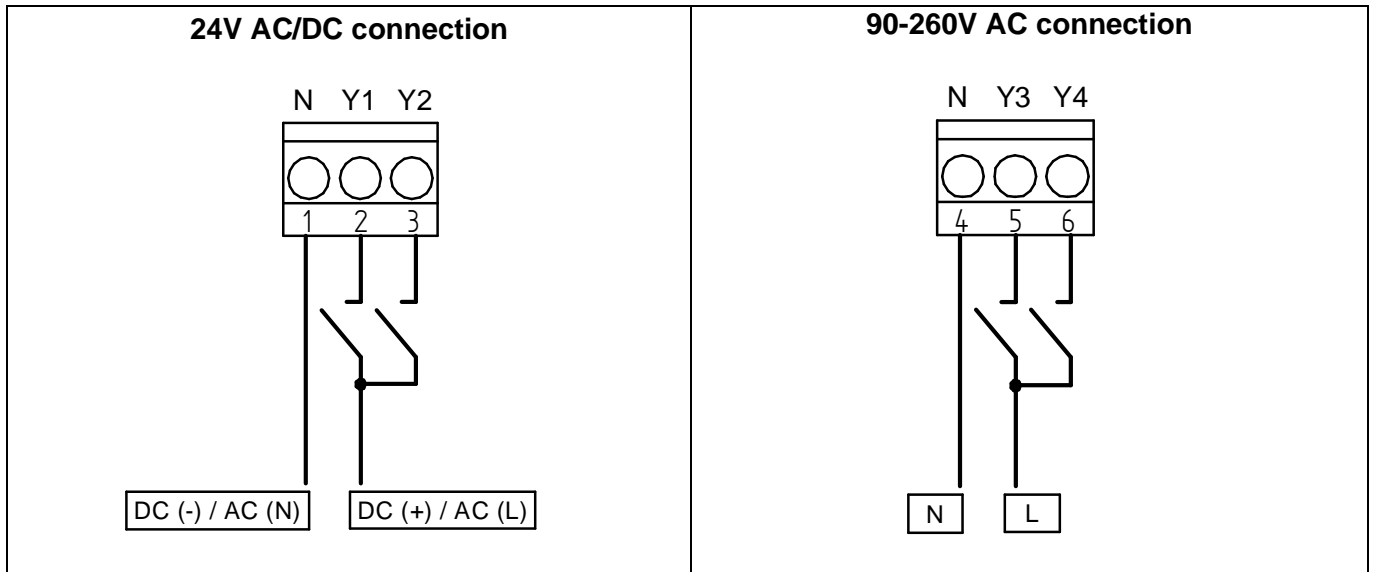 24V AC/DC connection
N Y1 Y2
1 2 3
DC (-) / AC (N) DC (+) / AC (L)
90-260V AC connection
N Y3 Y4
4 5 6
N L